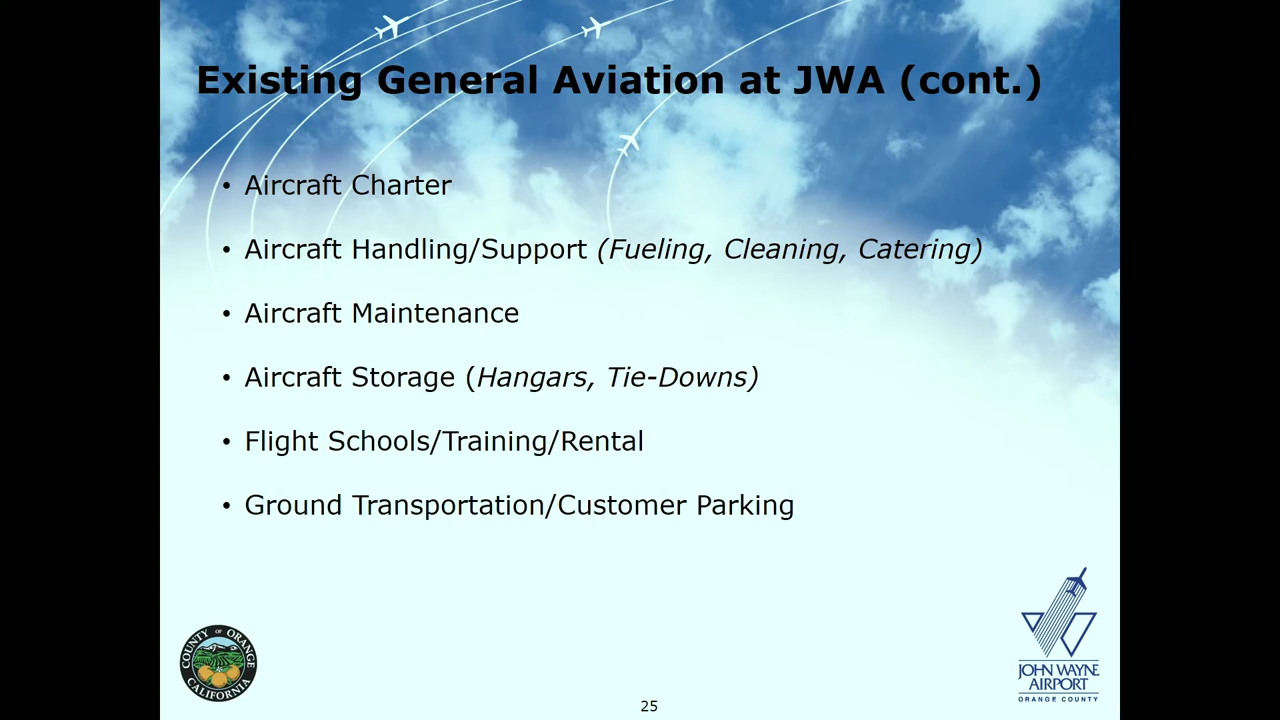 Existing General Aviation at JWA (cont.)
• Aircraft Charter
• Aircraft Handling/Support (Fueling, Cleaning, Catering)
• Aircraft Maintenance
• Aircraft Storage (Hangars, Tie-Downs)
• Flight Schools/Training/Rental
• Ground Transportation/Customer Parking
COUNTY OF ORANGE
CALIFORNIA
JOHN WAYNE
AIRPORT
ORANGE COUNTY
25